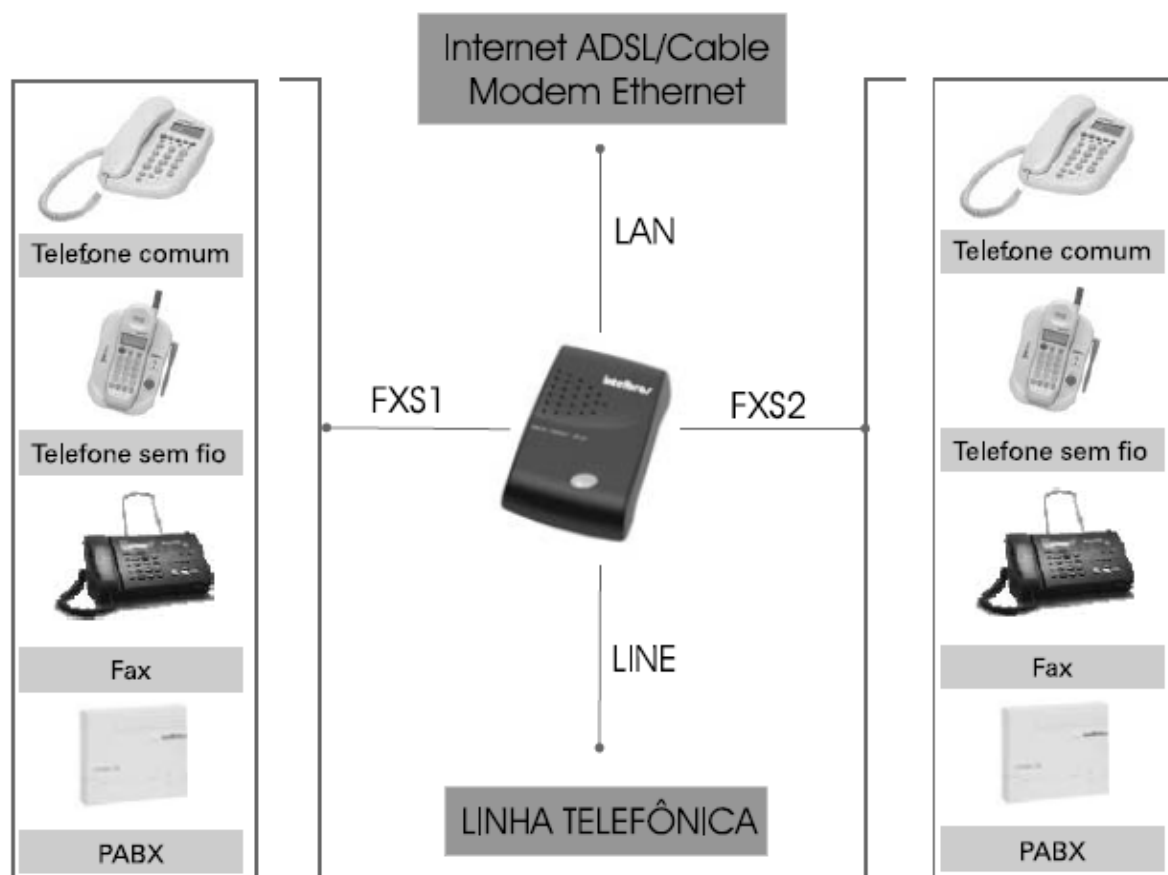 Internet ADSL/Cable
Modem Ethernet
LAN
FXS1
FXS2
LINE
LINHA TELEFÔNICA
Telefone comum
Telefone sem fio
Fax
PABX
Telefone comum
Telefone sem fio
Fax
PABX
intelbras